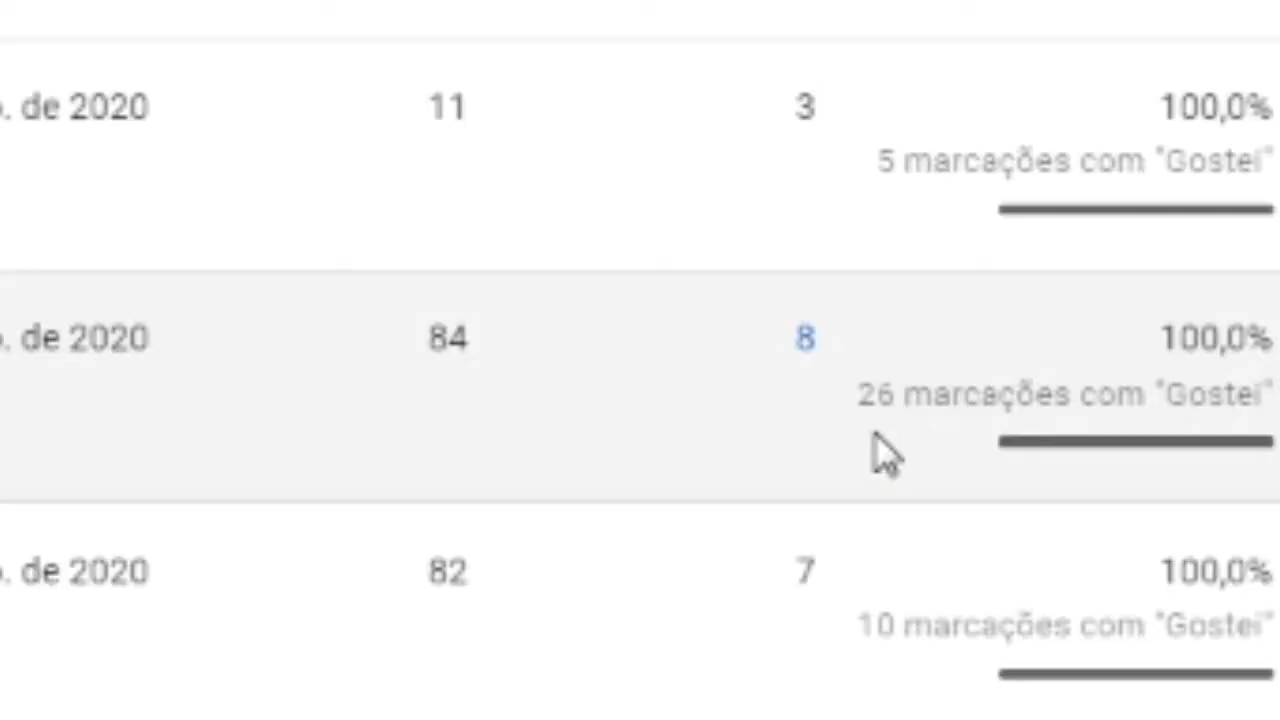 . de 2020 11 3 100,0%
5 marcações com "Gostei"
. de 2020 84 8 100,0%
26 marcações com "Gostei"
. de 2020 82 7 100,0%
10 marcações com "Gostei"